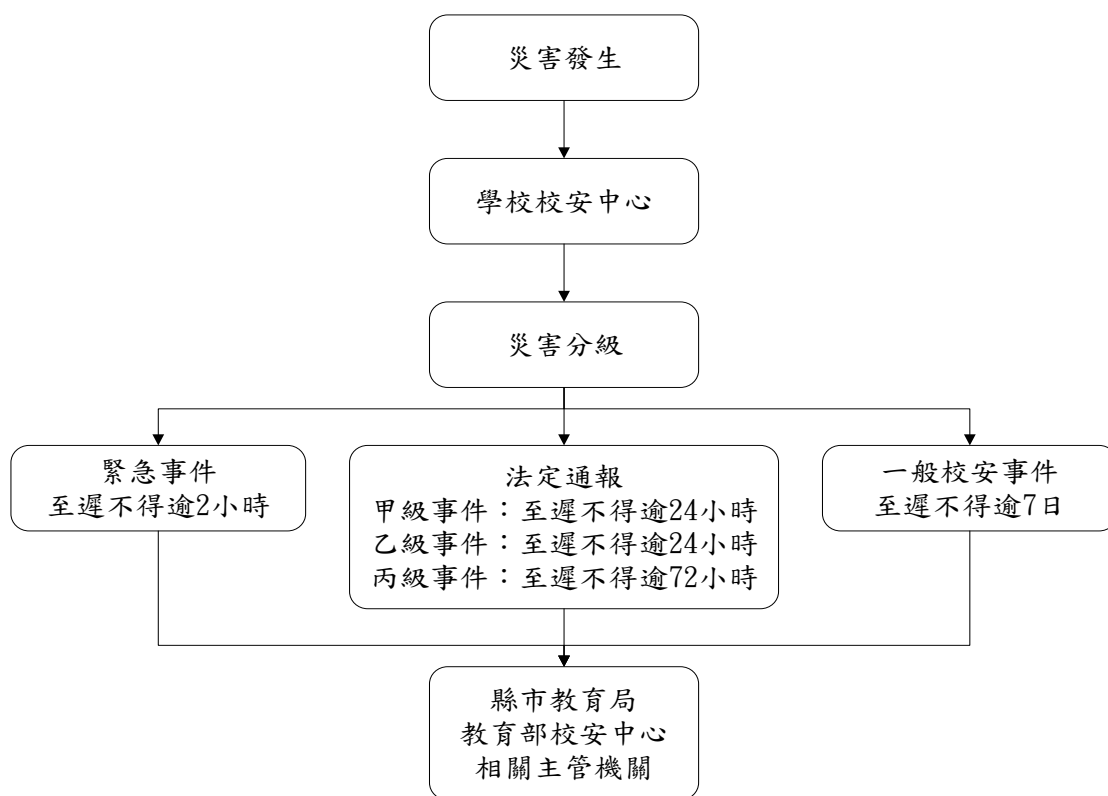 災害發生
學校校安中心
災害分級
緊急事件
至遲不得逾2小時
法定通報
甲級事件：至遲不得逾24小時
乙級事件：至遲不得逾24小時
丙級事件：至遲不得逾72小時
一般校安事件
至遲不得逾7日
縣市教育局
教育部校安中心
相關主管機關